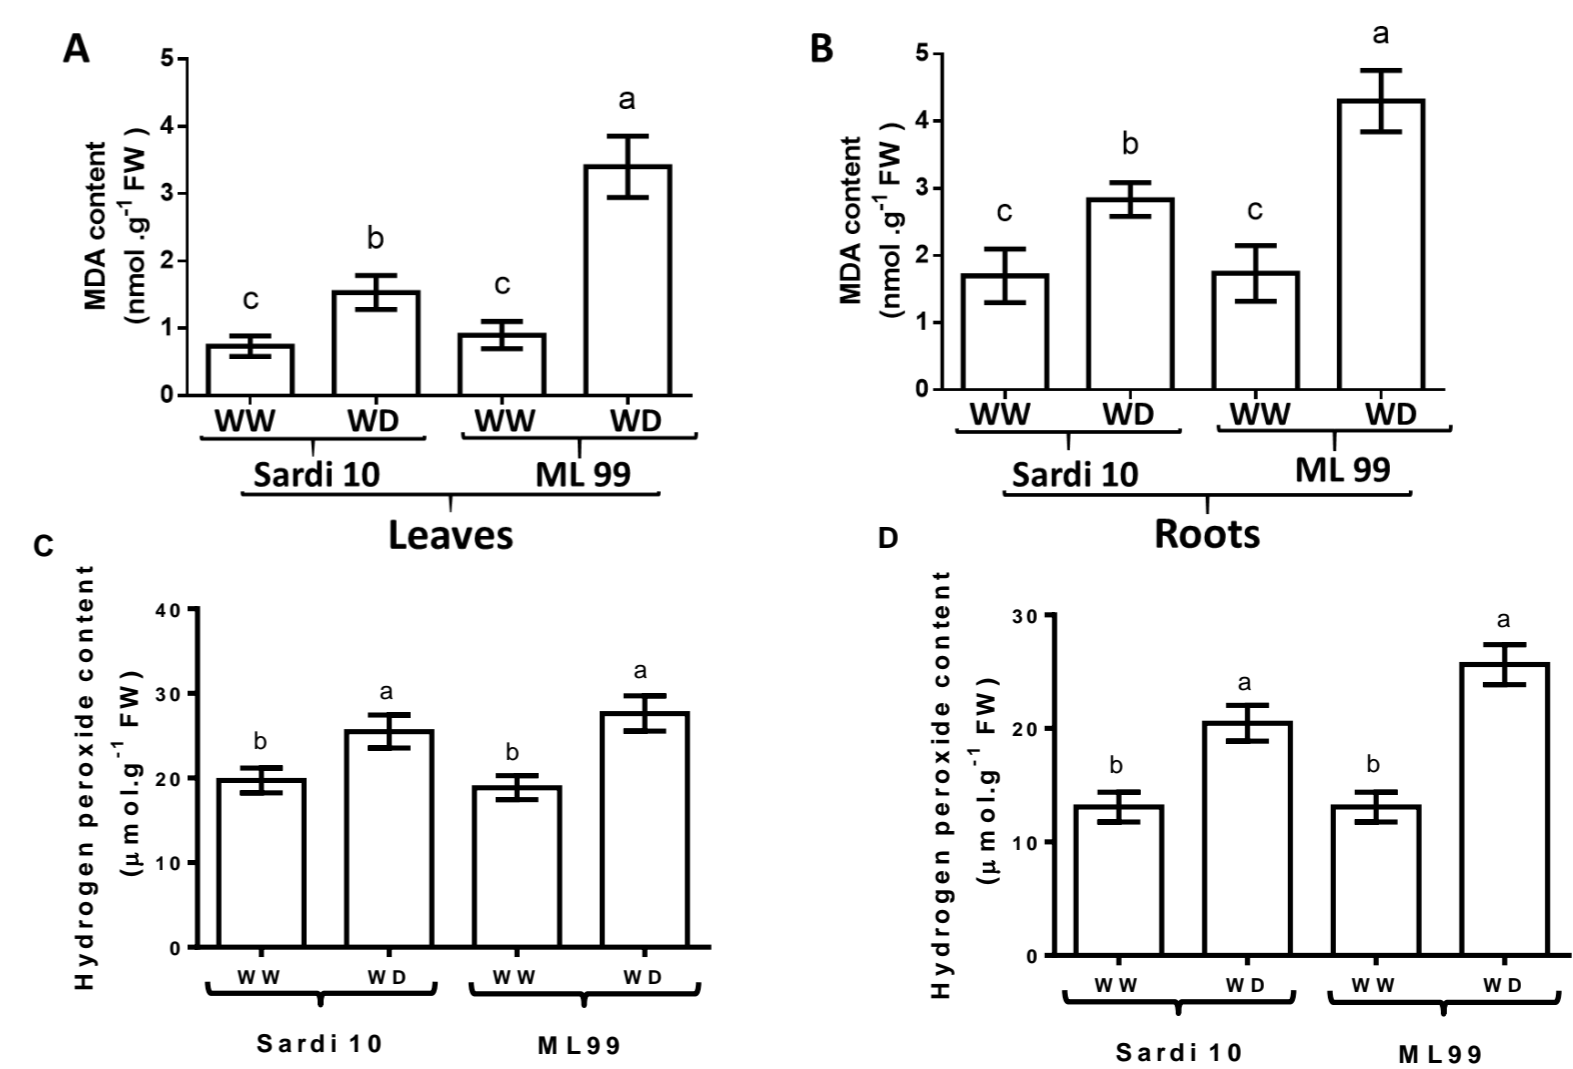 A
MDA content
(nmol .g-1 FW )
5
4
3
2
1
0
c
b
c
a
WW WD WW WD
Sardi 10 ML 99
Leaves
B
MDA content
(nmol .g-1 FW )
5
4
3
2
1
0
c
b
c
a
WW WD WW WD
Sardi 10 ML 99
Roots
C
Hydrogen peroxide content
(μmol.g-1 FW)
40
30
20
10
0
b
a
b
a
WW WD WW WD
Sardi 10 ML99
D
Hydrogen peroxide content
(μmol.g-1 FW)
30
20
10
0
b
a
b
a
WW WD WW WD
Sardi 10 ML99